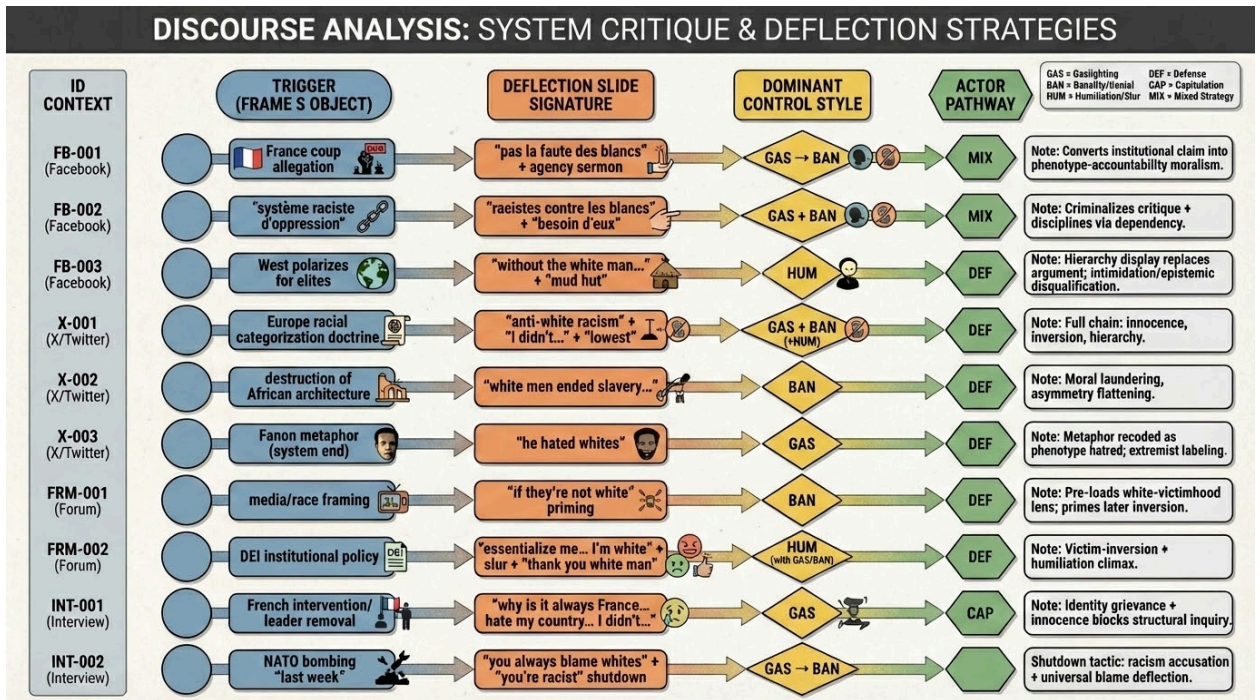 DISCOURSE ANALYSIS: SYSTEM CRITIQUE & DEFLECTION STRATEGIES
ID
CONTEXT
TRIGGER
(FRAME S OBJECT)
DEFLECTION SLIDE
SIGNATURE
DOMINANT
CONTROL STYLE
ACTOR
PATHWAY
GAS = Gasiighting
BAN = Banality/tlenial
HUM = Humiliation/Slur
DEF = Defense
CAP = Capitulation
MIX = Mixed Strategy
FB-001
(Facebook)
France coup
allegation
"pas la faute des blancs"
+ agency sermon
GAS → BAN
MIX
Note: Converts institutional claim into
phenotype-accountability moralism.
FB-002
(Facebook)
"système raciste
d'oppression"
"raeistes contre les blancs"
+ "besoin d'eux"
GAS + BAN
MIX
Note: Criminalizes critique +
disciplines via dependency.
FB-003
(Facebook)
West polarizes
for elites
"without the white man..."
+ "mud hut"
HUM
DEF
Note: Hierarchy display replaces
argument; intimidation/epistemic
disqualification.
X-001
(X/Twitter)
Europe racial
categorization doctrine
"anti-white racism" +
"I didn't..." + "lowest"
GAS + BAN
(+NUM)
DEF
Note: Full chain: innocence,
inversion, hierarchy.
X-002
(X/Twitter)
destruction of
African architecture
"white men ended slavery..."
BAN
DEF
Note: Moral laundering,
asymmetry flattening.
X-003
(X/Twitter)
Fanon metaphor
(system end)
"he hated whites"
GAS
DEF
Note: Metaphor recoded as
phenotype hatred; extremist labeling.
FRM-001
(Forum)
media/race framing
"if they're not white"
priming
BAN
DEF
Note: Pre-loads white-victimhood
lens; primes later inversion.
FRM-002
(Forum)
DEI institutional policy
"essentialize me... I'm white" +
slur + "thank you white man"
HUM
(with GAS/BAN)
DEF
Note: Victim-inversion +
humiliation climax.
INT-001
(Interview)
French intervention/
leader removal
"why is it always France...
hate my country... I didn't..."
GAS
CAP
Note: Identity grievance +
innocence blocks structural inquiry.
INT-002
(Interview)
NATO bombing
"last week"
"you always blame whites" +
"you're racist" shutdown
GAS → BAN
Shutdown tactic: racism accusation
+ universal blame deflection.